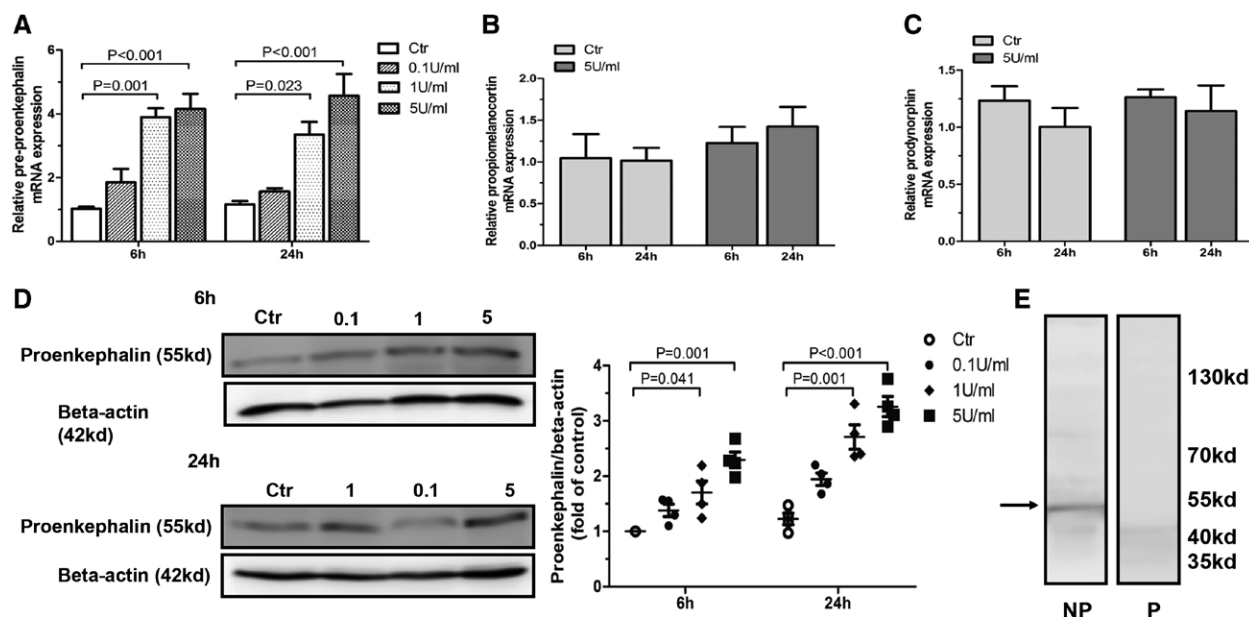 A
Relative pre-proenkephalin
mRNA expression
6
4
2
0
P<0.001
P=0.001
P<0.001
P=0.023
6h
24h
Ctr
0.1U/ml
1U/ml
5U/ml
B
Ctr
5U/ml
Relative proopiomelanocortin
mRNA expression
2.0
1.5
1.0
0.5
0.0
6h
24h
6h
24h
C
Ctr
5U/ml
Relative prodynorphin
mRNA expression
1.5
1.25
1.0
0.75
0.5
0.25
0
6h
24h
6h
24h
D
6h
Ctr 0.1 1 5
Proenkephalin (55kd)
Beta-actin
(42kd)
24h
Ctr 1 0.1 5
Proenkephalin (55kd)
Beta-actin (42kd)
Proenkephalin/beta-actin
(fold of control)
4
3
2
1
0
P=0.001
P=0.041
P<0.001
P=0.001
6h
24h
Ctr
0.1U/ml
1U/ml
5U/ml
E
130kd
70kd
55kd
40kd
35kd
NP P